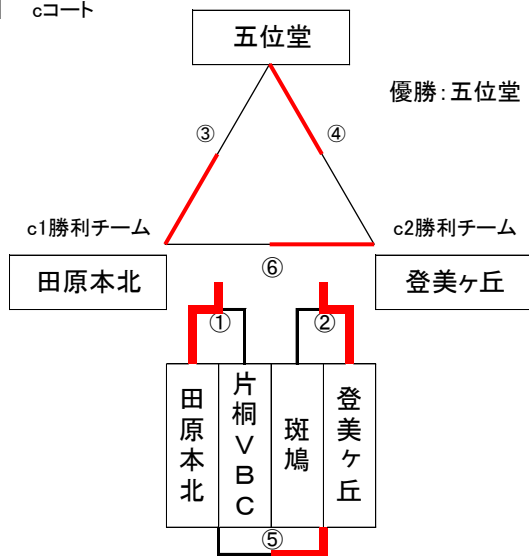 cコート
五位堂
優勝：五位堂
③
④
c1勝利チーム
c2勝利チーム
田原本北
⑥
登美ヶ丘
①
②
田原本北
片桐VBC
斑鳩
登美ヶ丘
⑤